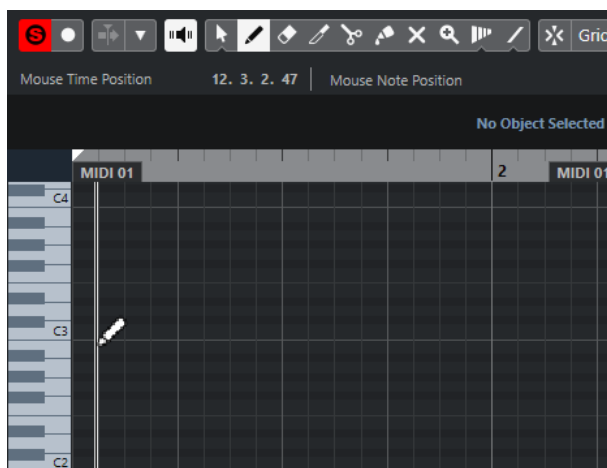 S
Grid
Mouse Time Position 12. 3. 2. 47 Mouse Note Position
No Object Selected
MIDI 01 2 MIDI 01
C4
C3
C2